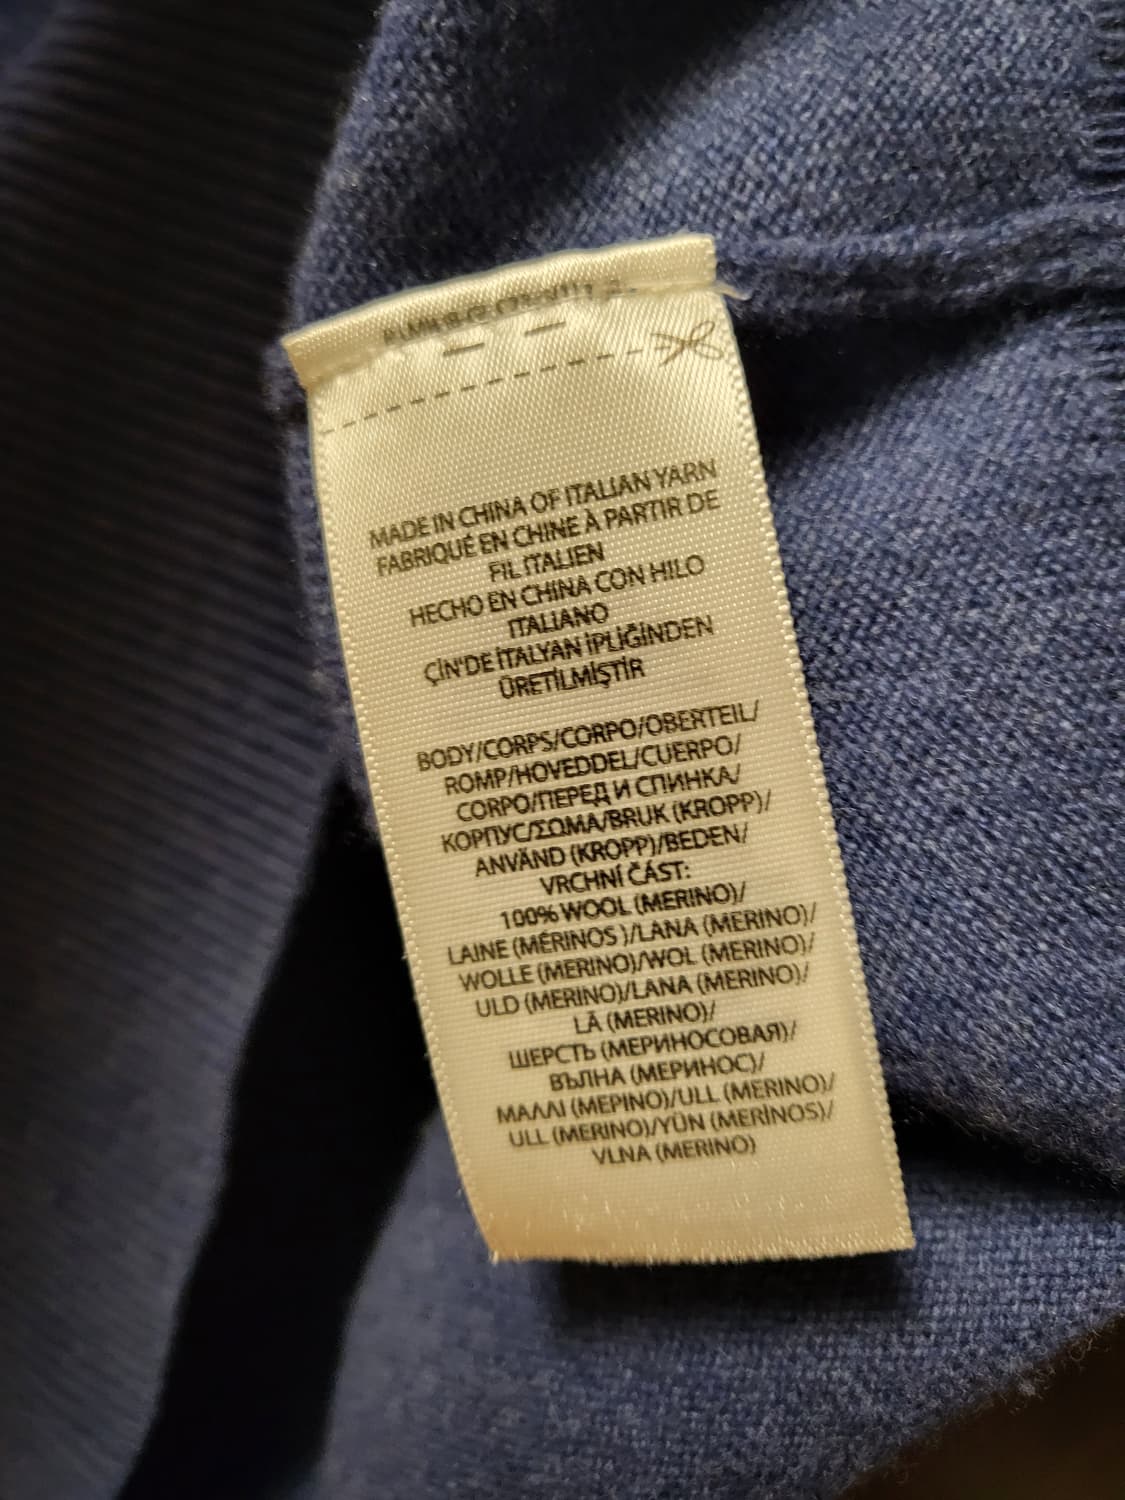 MADE IN CHINA OF ITALIAN YARN
FABRIQUÉ EN CHINE À PARTIR DE
FIL ITALIEN
HECHO EN CHINA CON HILO
ITALIANO
ÇİN'DE İTALYAN İPLİĞİNDEN
ÜRETİLMİŞTİR
BODY/CORPS/CORPO/OBERTEIL/
ROMP/HOVEDDEL/CUERPO/
CORPO/ПЕРЕД И СПИНКА/
КОРПУС/ΣΩΜΑ/BRUK (KROPP)/
ANVÄND (KROPP)/BEDEN/
VRCHNÍ ČÁST:
100% WOOL (MERINO)/
LAINE (MÉRINOS )/LANA (MERINO)/
WOLLE (MERINO)/WOL (MERINO)/
ULD (MERINO)/LANA (MERINO)/
LÃ (MERINO)/
ШЕРСТЬ (МЕРИНОСОВАЯ)/
ВЪЛНА (МЕРИНОС)/
ΜΑΛΛΙ (ΜΕΡΙΝΟ)/ULL (MERINO)/
ULL (MERINO)/YÜN (MERİNOS)/
VLNA (MERINO)